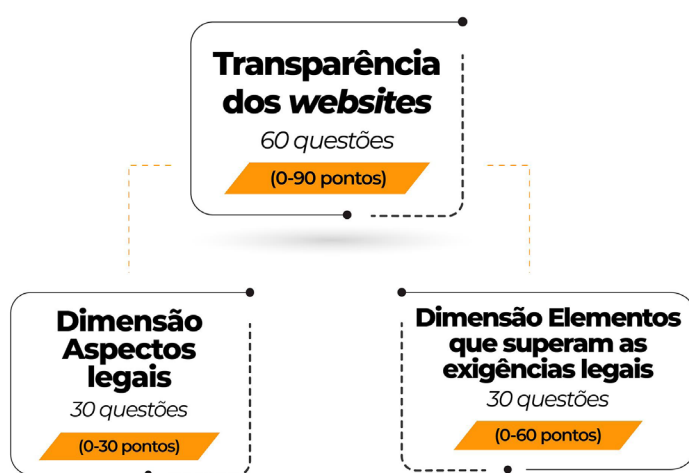 Transparência
dos websites
60 questões
(0-90 pontos)
Dimensão
Aspectos
legais
30 questões
(0-30 pontos)
Dimensão Elementos
que superam as
exigências legais
30 questões
(0-60 pontos)